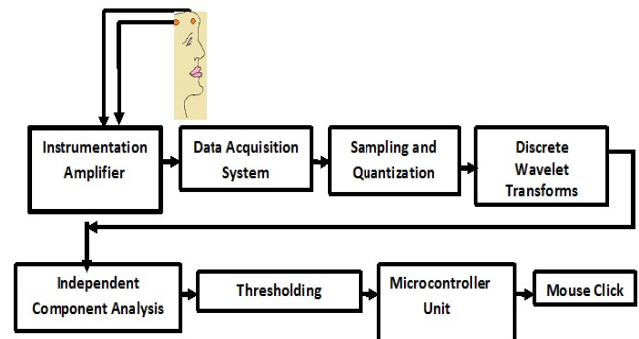 Instrumentation
Amplifier
Data Acquisition
System
Sampling and
Quantization
Discrete
Wavelet
Transforms
Independent
Component Analysis
Thresholding
Microcontroller
Unit
Mouse Click